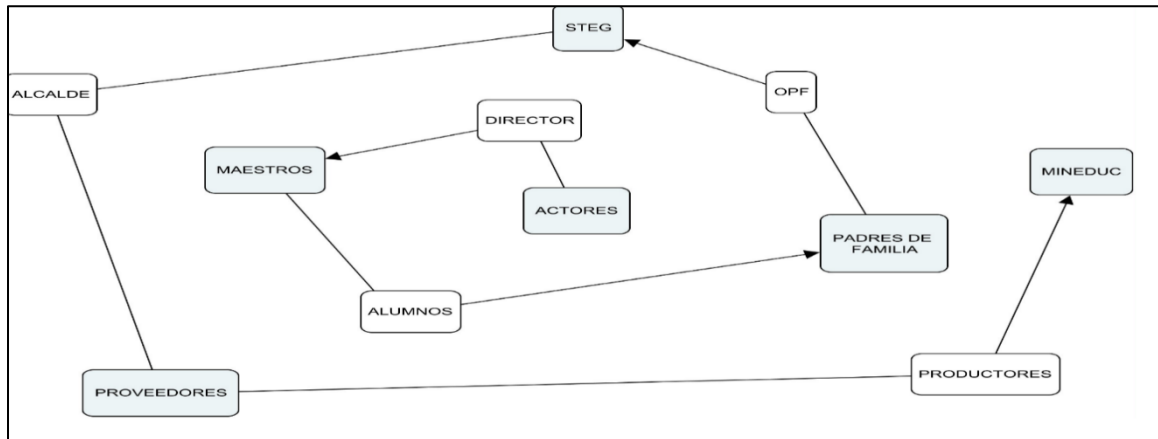 STEG
ALCALDE
OPF
DIRECTOR
MAESTROS
MINEDUC
ACTORES
PADRES DE
FAMILIA
ALUMNOS
PRODUCTORES
PROVEEDORES